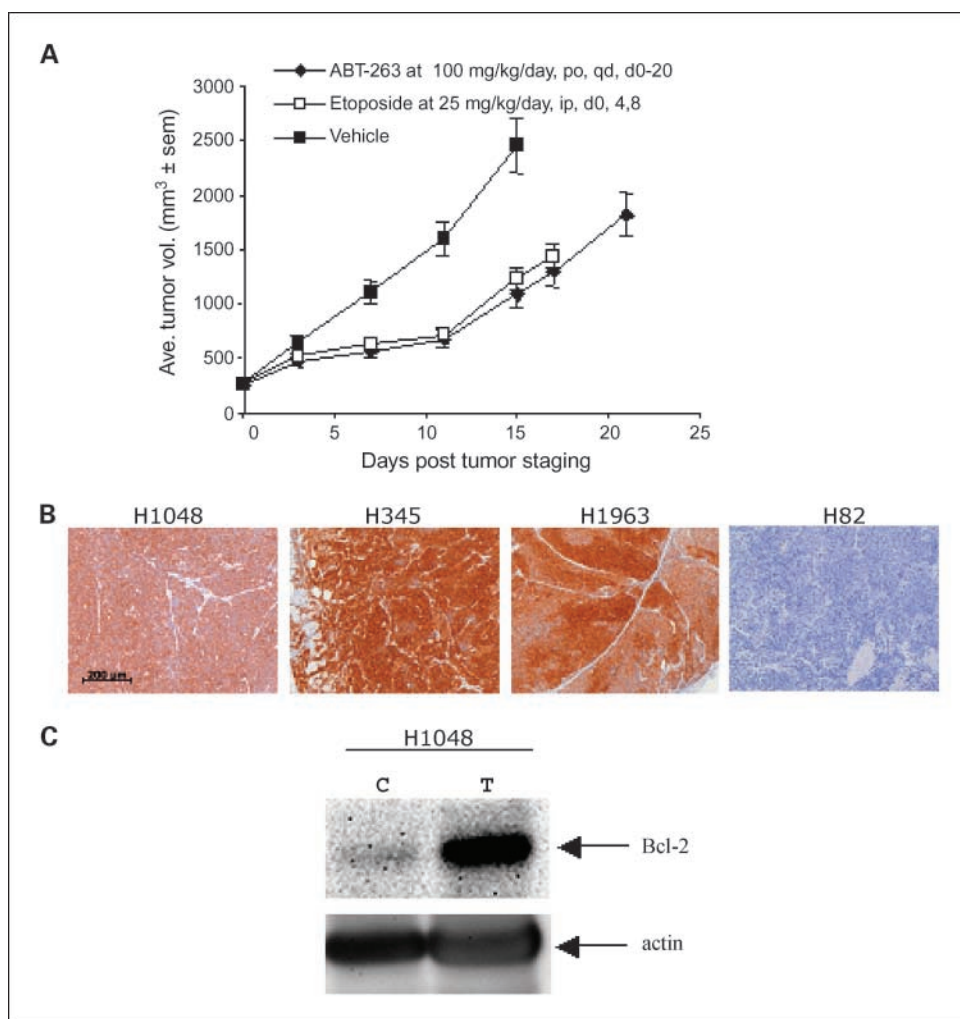 A
ABT-263 at 100 mg/kg/day, po, qd, d0-20
Etoposide at 25 mg/kg/day, ip, d0, 4,8
Vehicle
Ave. tumor vol. (mm³ ± sem)
3000
2500
2000
1500
1000
500
0
0 5 10 15 20 25
Days post tumor staging
B
H1048 H345 H1963 H82
200 µm
C
H1048
C T
Bcl-2
actin